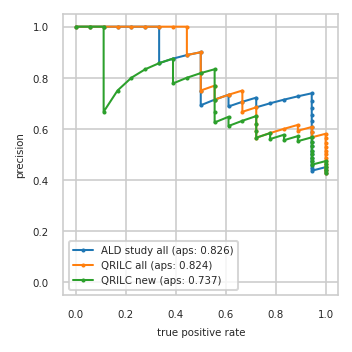 1.0
0.8
0.6
0.4
0.2
0.0
precision
ALD study all (aps: 0.826)
QRILC all (aps: 0.824)
QRILC new (aps: 0.737)
0.0 0.2 0.4 0.6 0.8 1.0
true positive rate